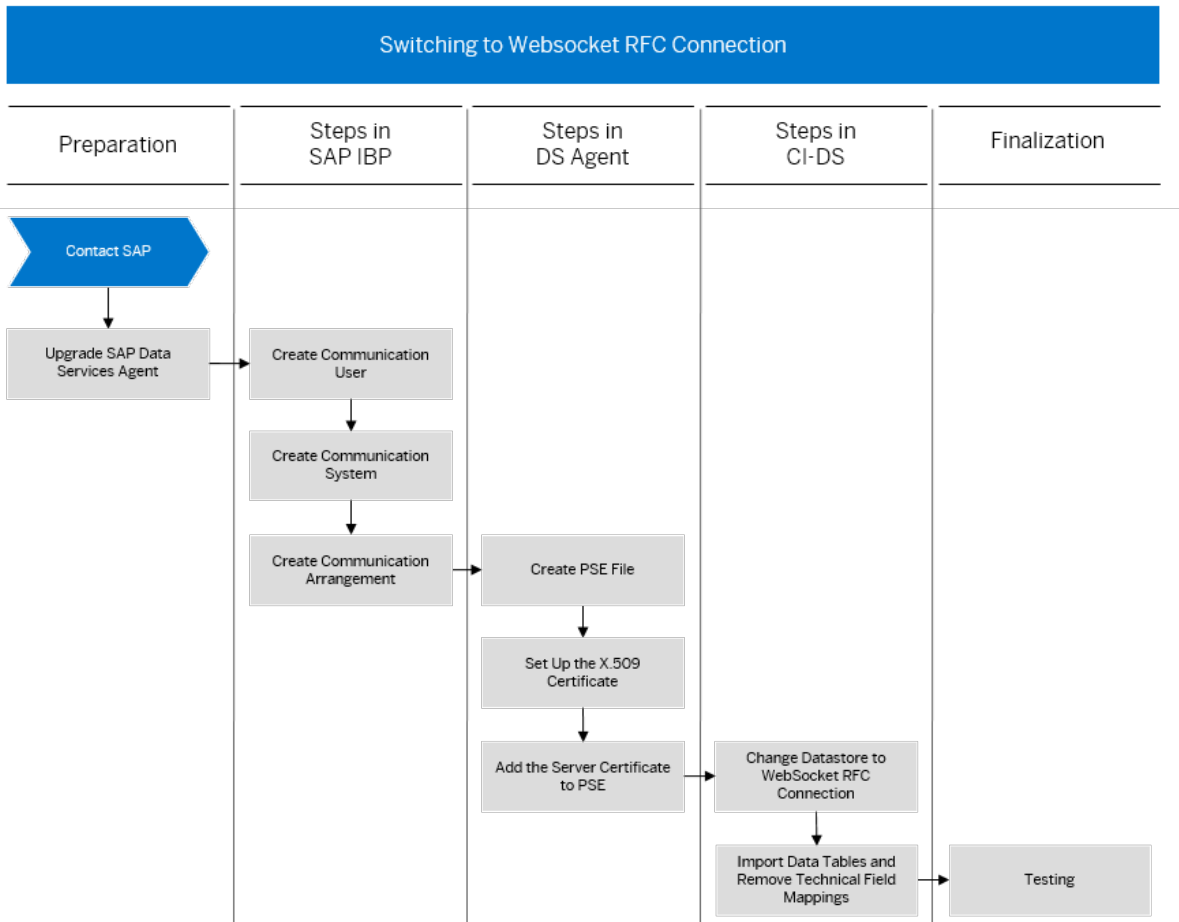 Switching to Websocket RFC Connection
Preparation
Steps in
SAP IBP
Steps in
DS Agent
Steps in
CI-DS
Finalization
Contact SAP
Upgrade SAP Data
Services Agent
Create Communication
User
Create Communication
System
Create Communication
Arrangement
Create PSE File
Set Up the X.509
Certificate
Add the Server Certificate
to PSE
Change Datastore to
WebSocket RFC
Connection
Import Data Tables and
Remove Technical Field
Mappings
Testing